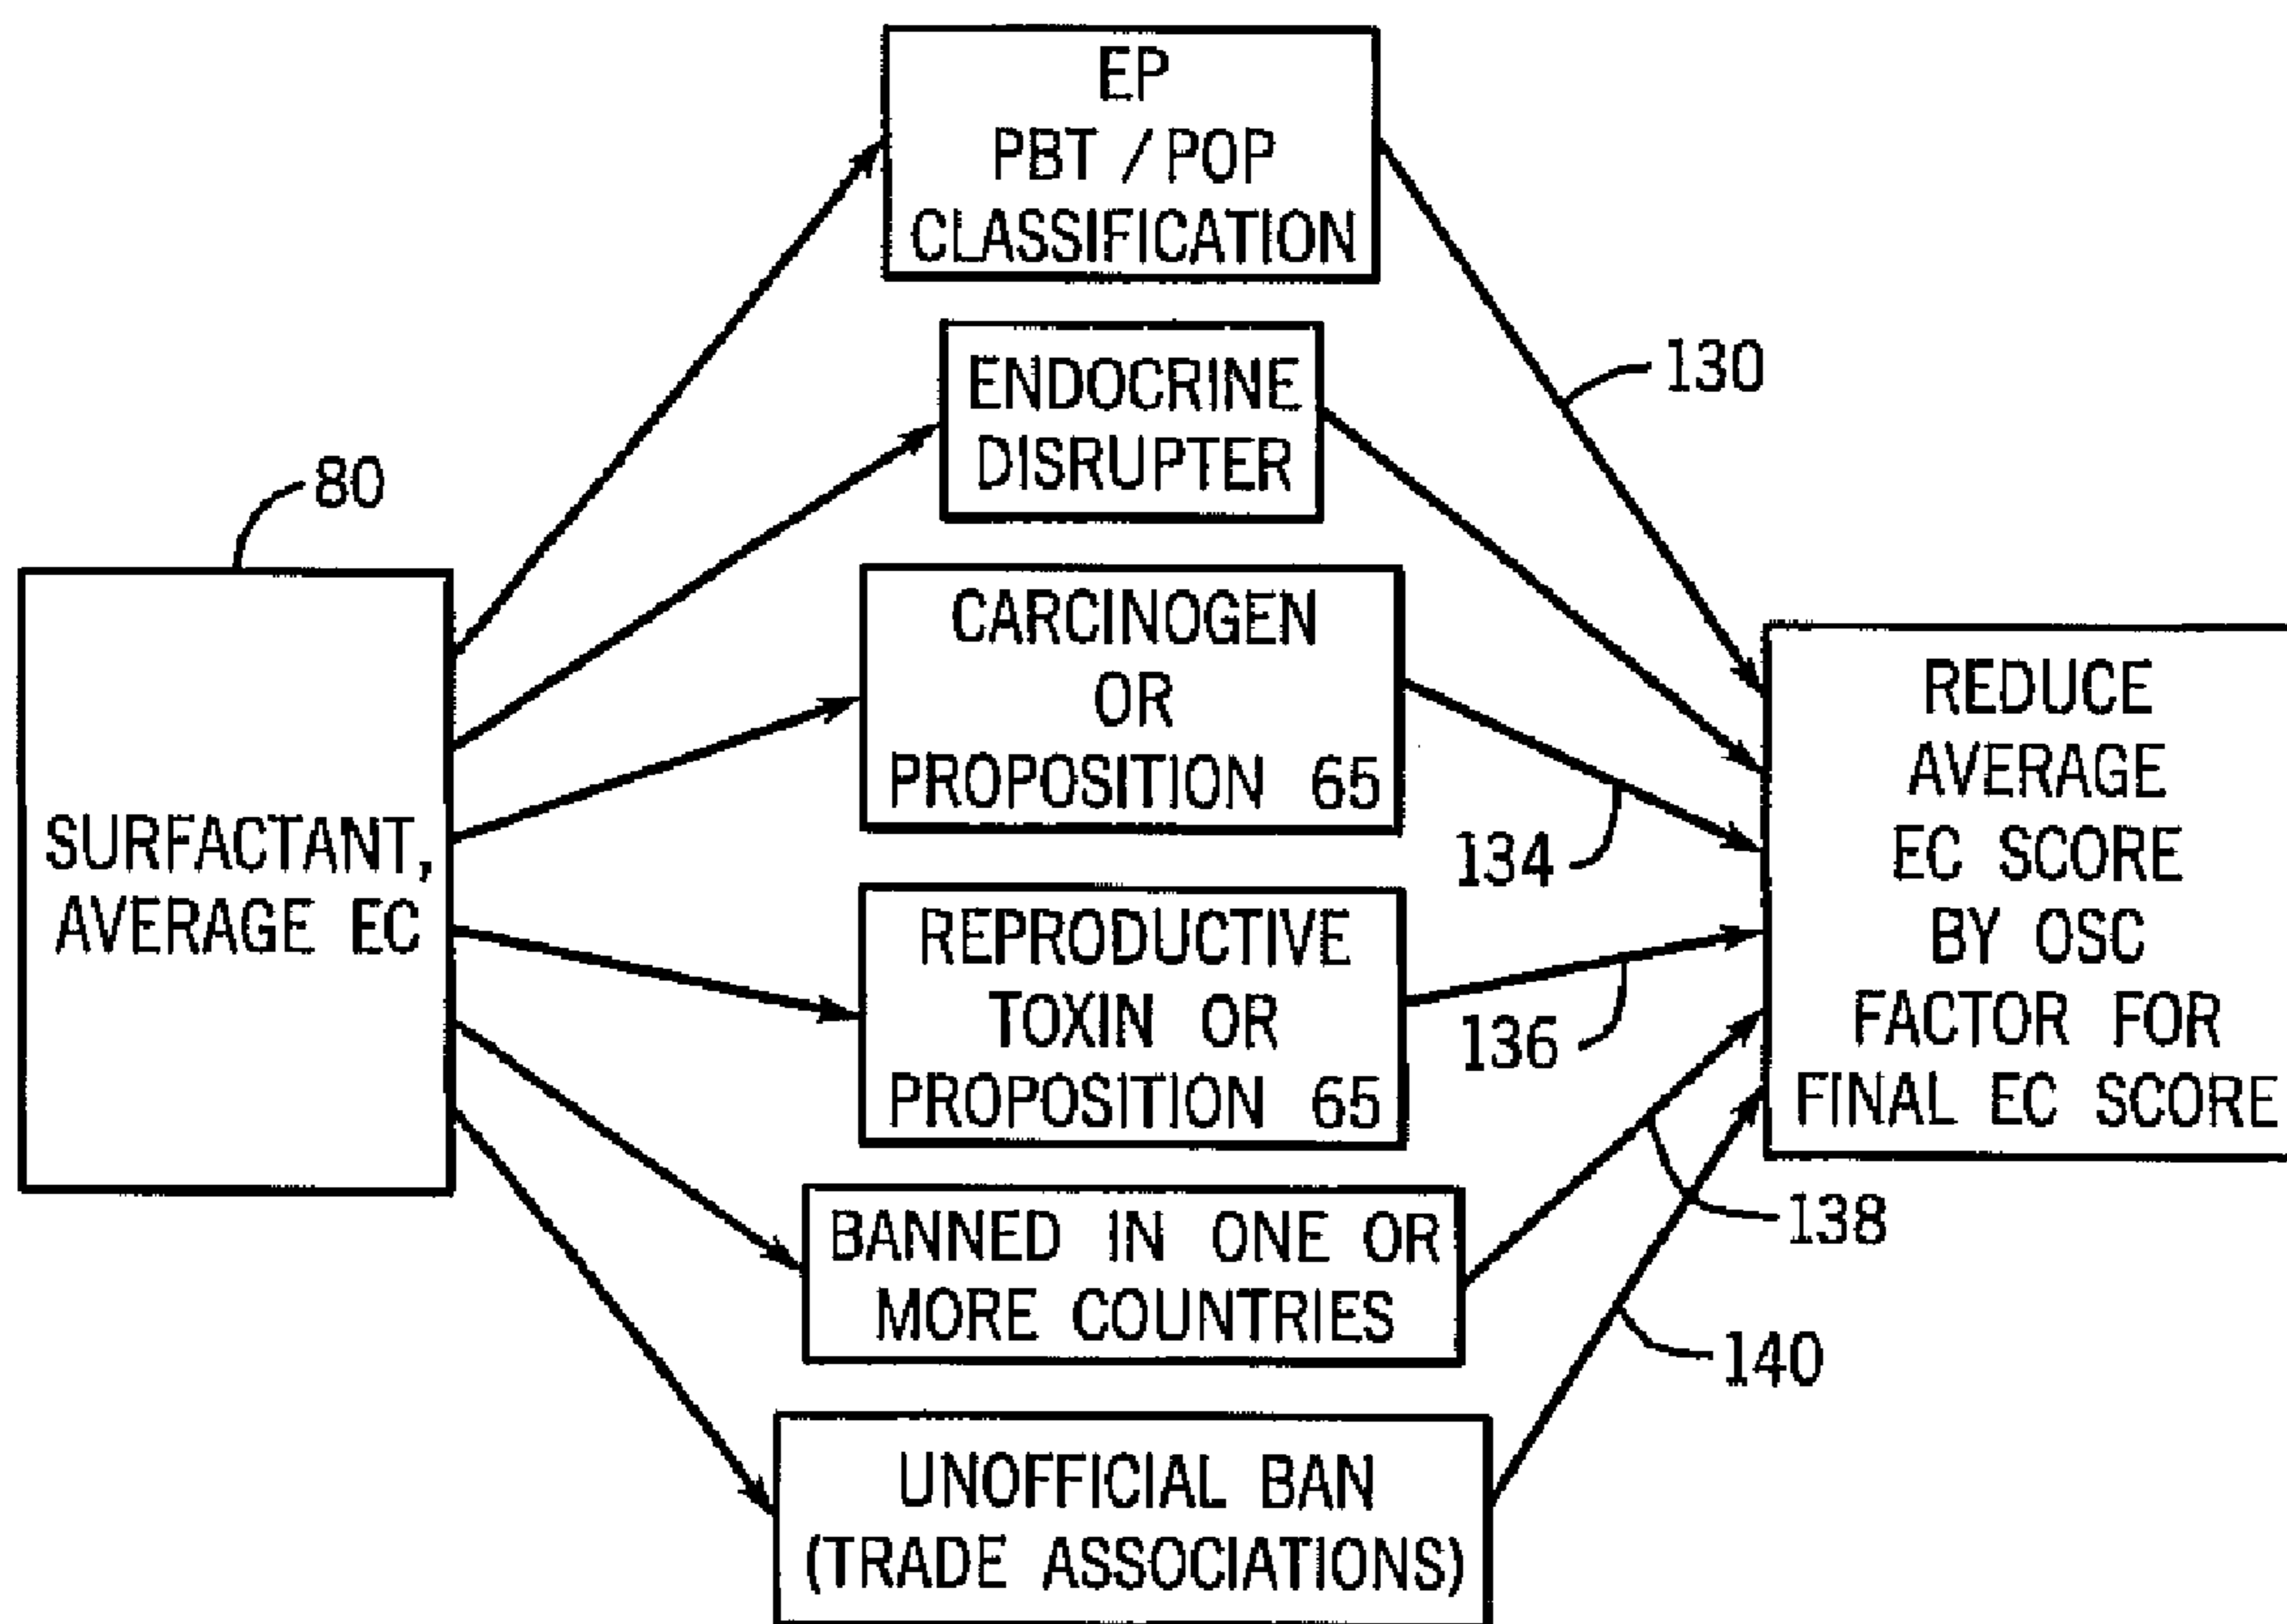 EP
PBT / POP
CLASSIFICATION
ENDOCRINE
DISRUPTER
130
80
CARCINOGEN
OR
PROPOSITION 65
134
SURFACTANT,
AVERAGE EC
REPRODUCTIVE
TOXIN OR
PROPOSITION 65
136
REDUCE
AVERAGE
EC SCORE
BY OSC
FACTOR FOR
FINAL EC SCORE
BANNED IN ONE OR
MORE COUNTRIES
138
140
UNOFFICIAL BAN
(TRADE ASSOCIATIONS)